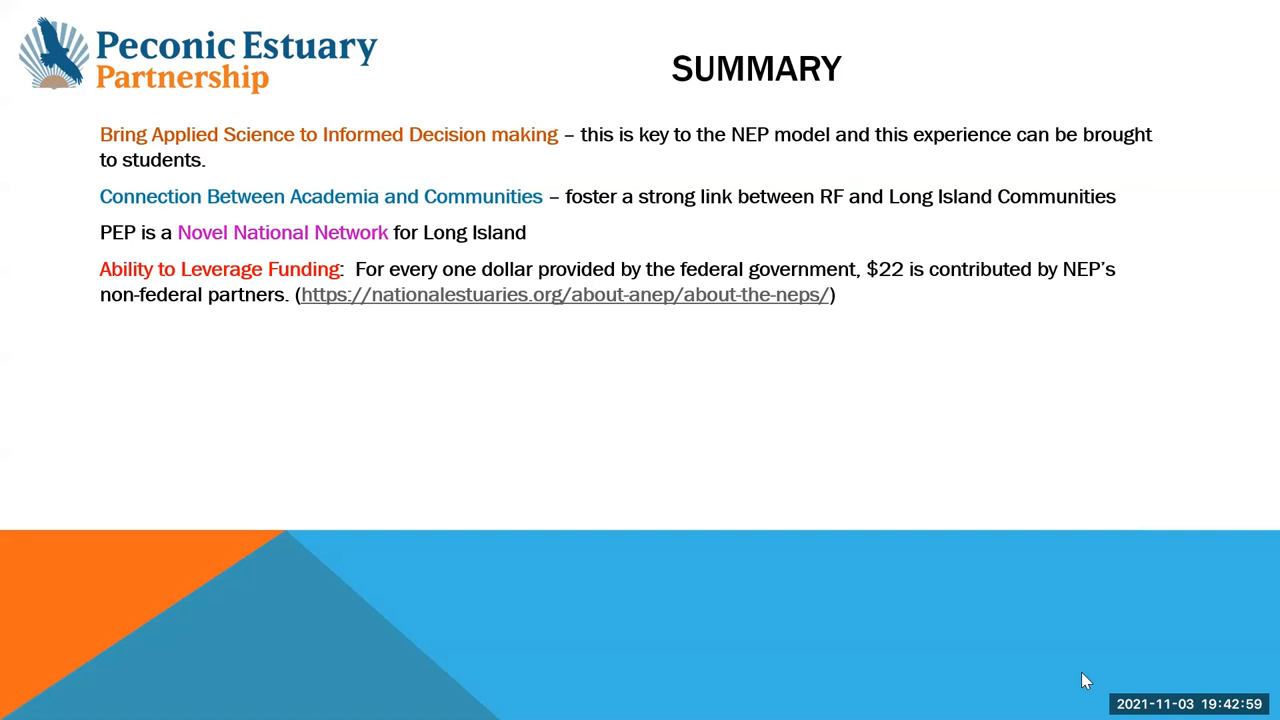 Peconic Estuary
Partnership
SUMMARY
Bring Applied Science to Informed Decision making – this is key to the NEP model and this experience can be brought
to students.
Connection Between Academia and Communities – foster a strong link between RF and Long Island Communities
PEP is a Novel National Network for Long Island
Ability to Leverage Funding:  For every one dollar provided by the federal government, $22 is contributed by NEP’s
non-federal partners. (https://nationalestuaries.org/about-anep/about-the-neps/)
2021-11-03 19:42:59